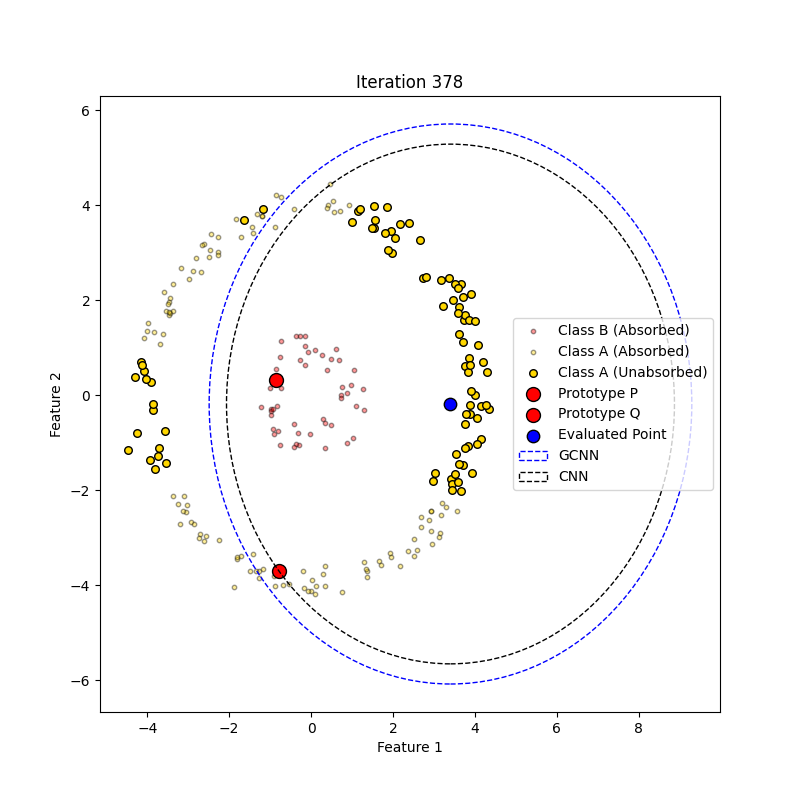 Iteration 378
Feature 2
6
4
2
0
−2
−4
−6
Class B (Absorbed)
Class A (Absorbed)
Class A (Unabsorbed)
Prototype P
Prototype Q
Evaluated Point
GCNN
CNN
−4 −2 0 2 4 6 8
Feature 1